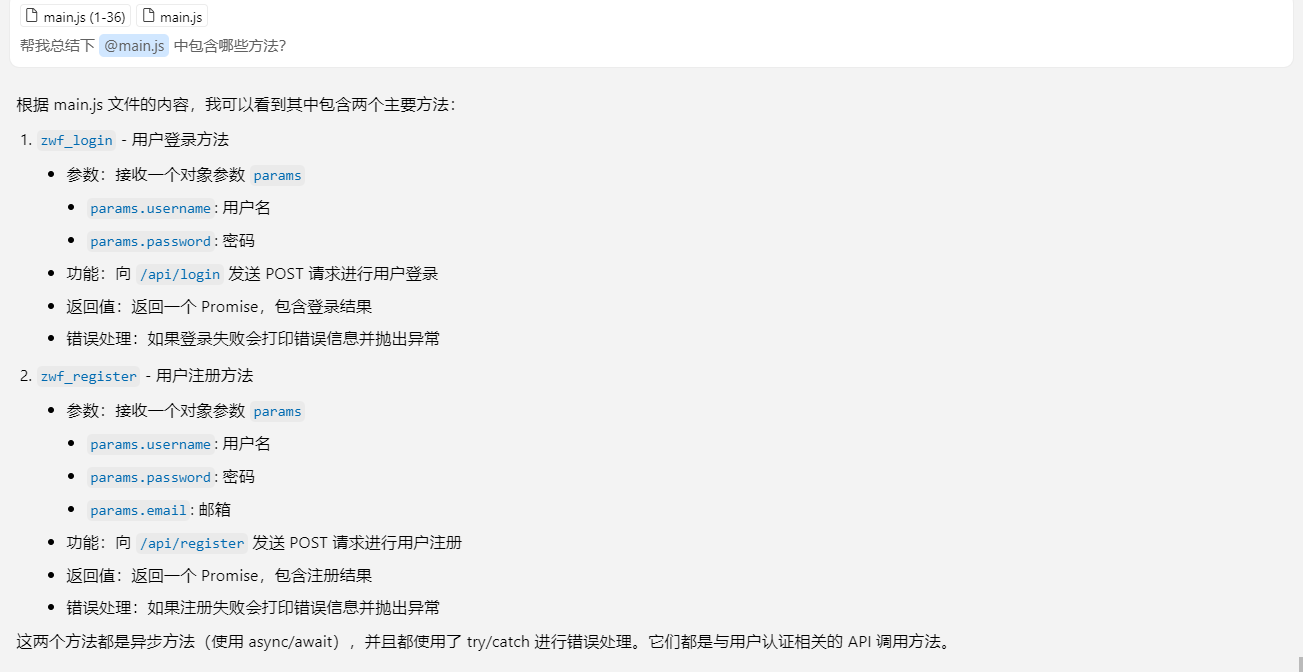 main.js (1-36) main.js
帮我总结下 @main.js 中包含哪些方法?
根据 main.js 文件的内容，我可以看到其中包含两个主要方法：
1. zwf_login - 用户登录方法
• 参数：接收一个对象参数 params
• params.username: 用户名
• params.password: 密码
• 功能：向 /api/login 发送 POST 请求进行用户登录
• 返回值：返回一个 Promise，包含登录结果
• 错误处理：如果登录失败会打印错误信息并抛出异常
2. zwf_register - 用户注册方法
• 参数：接收一个对象参数 params
• params.username: 用户名
• params.password: 密码
• params.email: 邮箱
• 功能：向 /api/register 发送 POST 请求进行用户注册
• 返回值：返回一个 Promise，包含注册结果
• 错误处理：如果注册失败会打印错误信息并抛出异常
这两个方法都是异步方法（使用 async/await），并且都使用了 try/catch 进行错误处理。它们都是与用户认证相关的 API 调用方法。